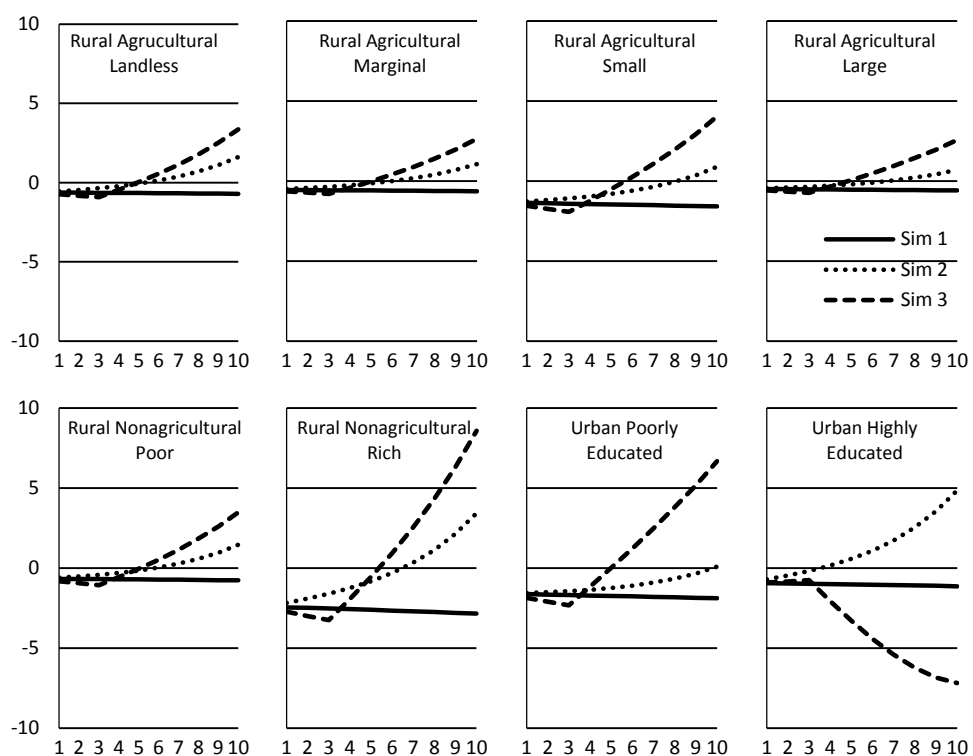 10
5
0
-5
-10
Rural Agrucultural
Landless
1 2 3 4 5 6 7 8 9 10
Rural Agricultural
Marginal
1 2 3 4 5 6 7 8 9 10
Rural Agricultural
Small
1 2 3 4 5 6 7 8 9 10
Rural Agricultural
Large
Sim 1
Sim 2
Sim 3
1 2 3 4 5 6 7 8 9 10
10
5
0
-5
-10
Rural Nonagricultural
Poor
1 2 3 4 5 6 7 8 9 10
Rural Nonagricultural
Rich
1 2 3 4 5 6 7 8 9 10
Urban Poorly
Educated
1 2 3 4 5 6 7 8 9 10
Urban Highly
Educated
1 2 3 4 5 6 7 8 9 10